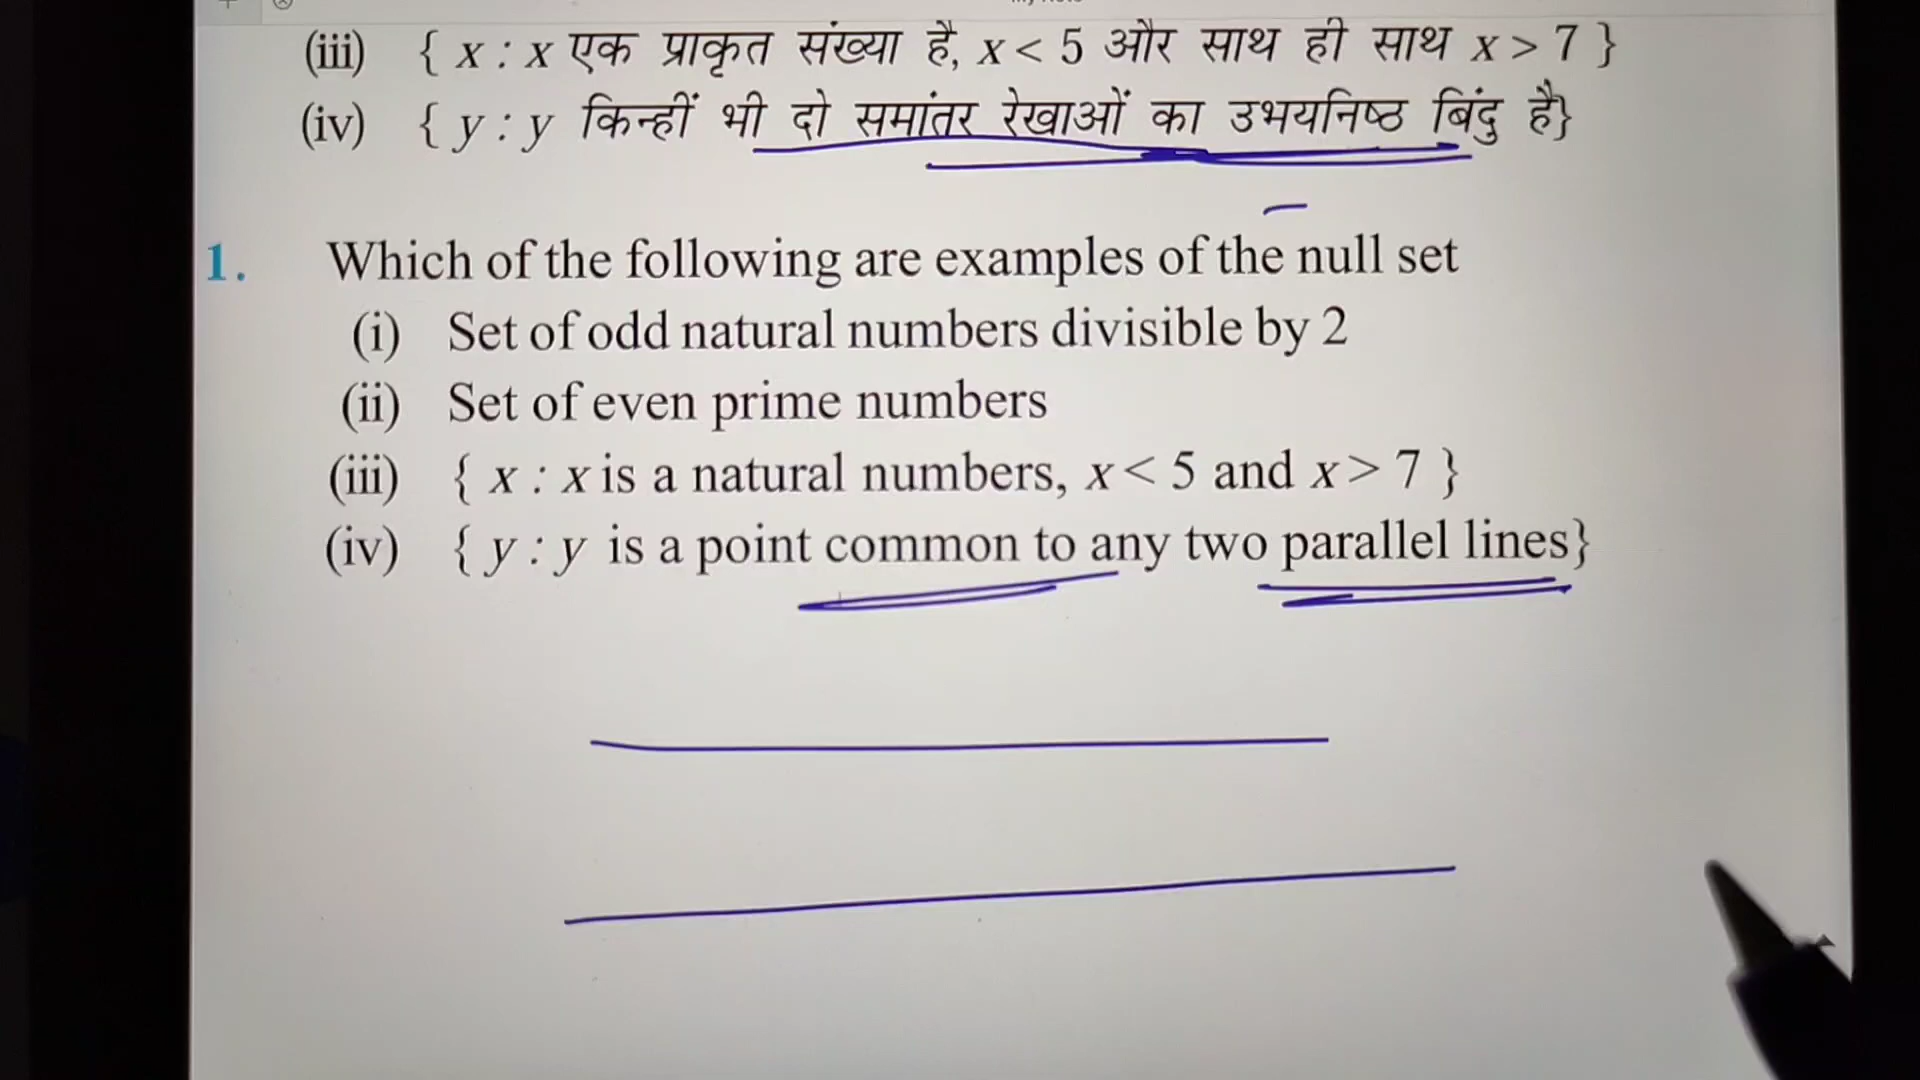 (iii) { x : x एक प्राकृत संख्या है, x < 5 और साथ ही साथ x > 7 }
(iv) { y : y किन्हीं भी दो समांतर रेखाओं का उभयनिष्ठ बिंदु है}
1. Which of the following are examples of the null set
(i) Set of odd natural numbers divisible by 2
(ii) Set of even prime numbers
(iii) { x : x is a natural numbers, x < 5 and x > 7 }
(iv) { y : y is a point common to any two parallel lines}